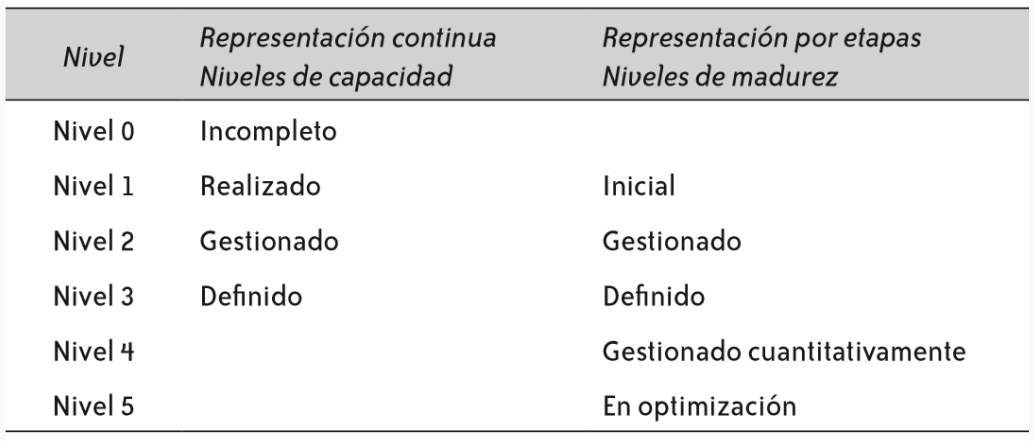 Nivel Representación continua Niveles de capacidad Representación por etapas Niveles de madurez
Nivel 0 Incompleto
Nivel 1 Realizado Inicial
Nivel 2 Gestionado Gestionado
Nivel 3 Definido Definido
Nivel 4 Gestionado cuantitativamente
Nivel 5 En optimización